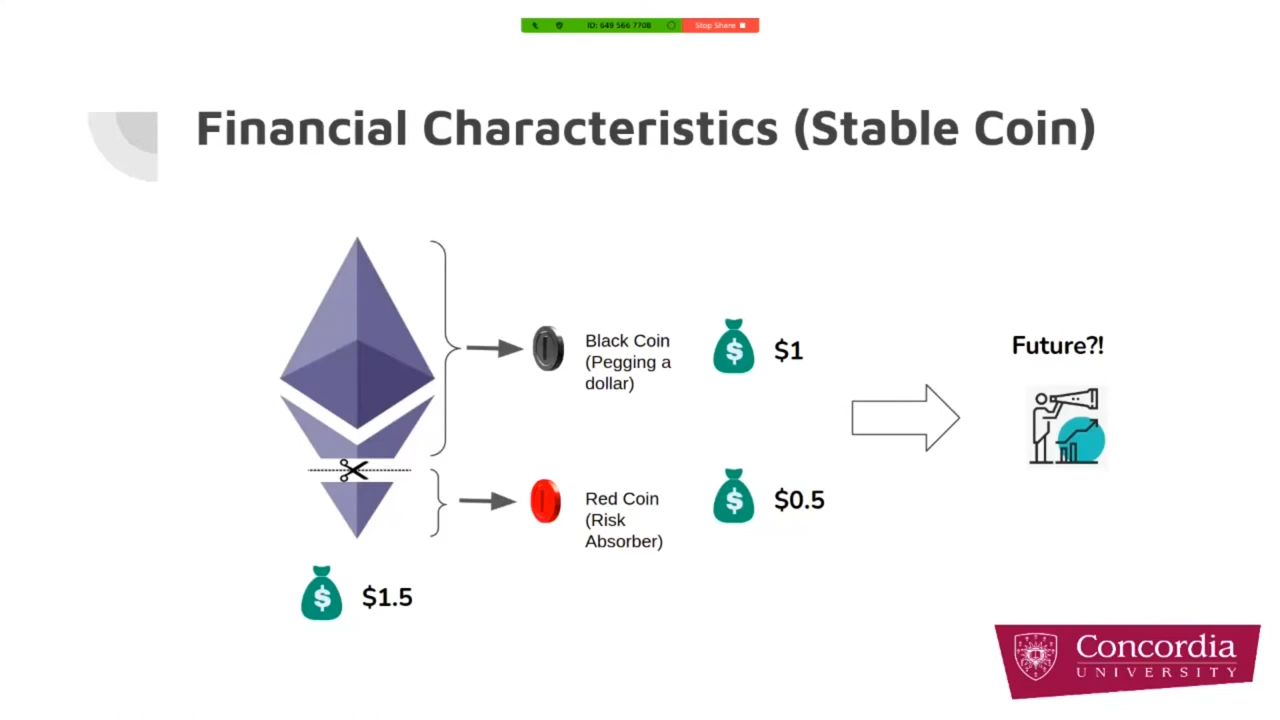 ID: 649 566 7708
Stop Share
Financial Characteristics (Stable Coin)
Black Coin
(Pegging a
dollar)
$
$1
Future?!
Red Coin
(Risk
Absorber)
$
$0.5
$
$1.5
Concordia
UNIVERSITY